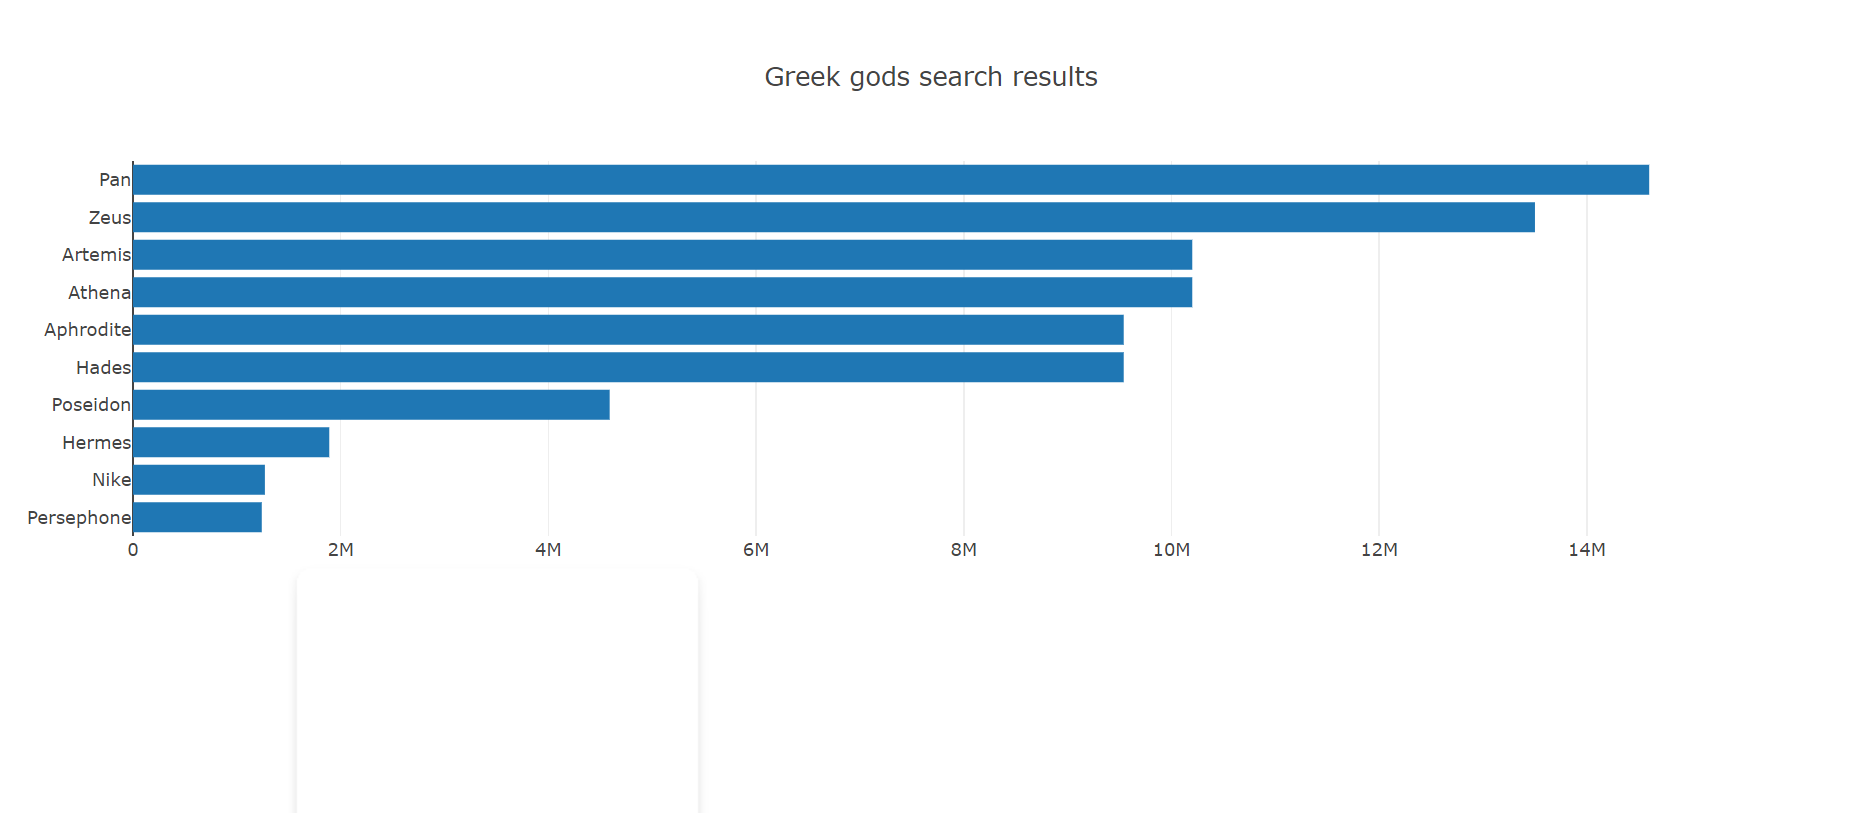 Greek gods search results
Pan
Zeus
Artemis
Athena
Aphrodite
Hades
Poseidon
Hermes
Nike
Persephone
0 2M 4M 6M 8M 10M 12M 14M